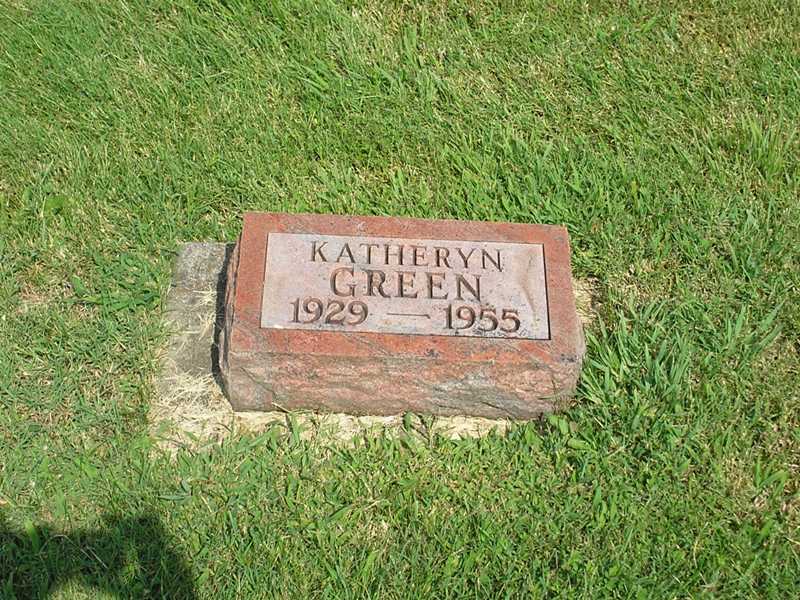 KATHERYN
GREEN
1929 — 1955